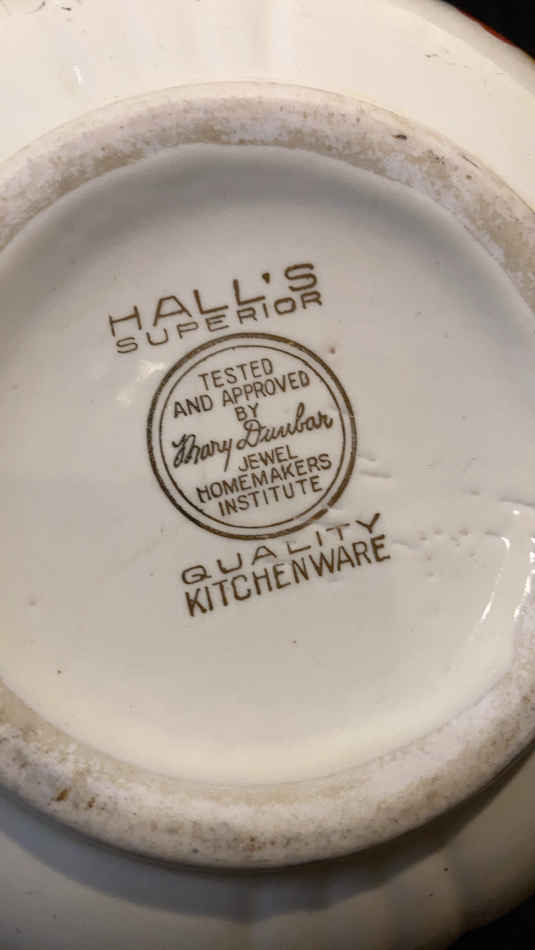 HALL'S
SUPERIOR
TESTED
AND APPROVED
BY
Mary Dunbar
JEWEL
HOMEMAKERS
INSTITUTE
QUALITY
KITCHENWARE